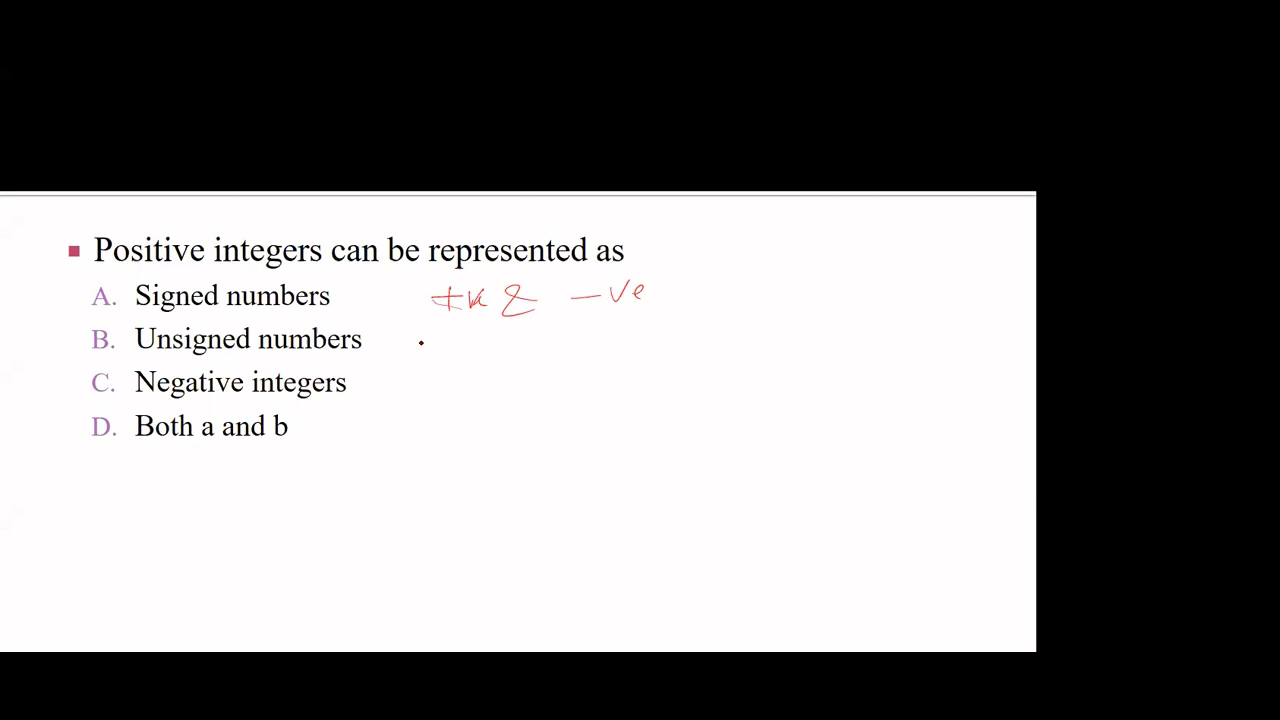 Positive integers can be represented as
A. Signed numbers +ve & -ve
B. Unsigned numbers
C. Negative integers
D. Both a and b